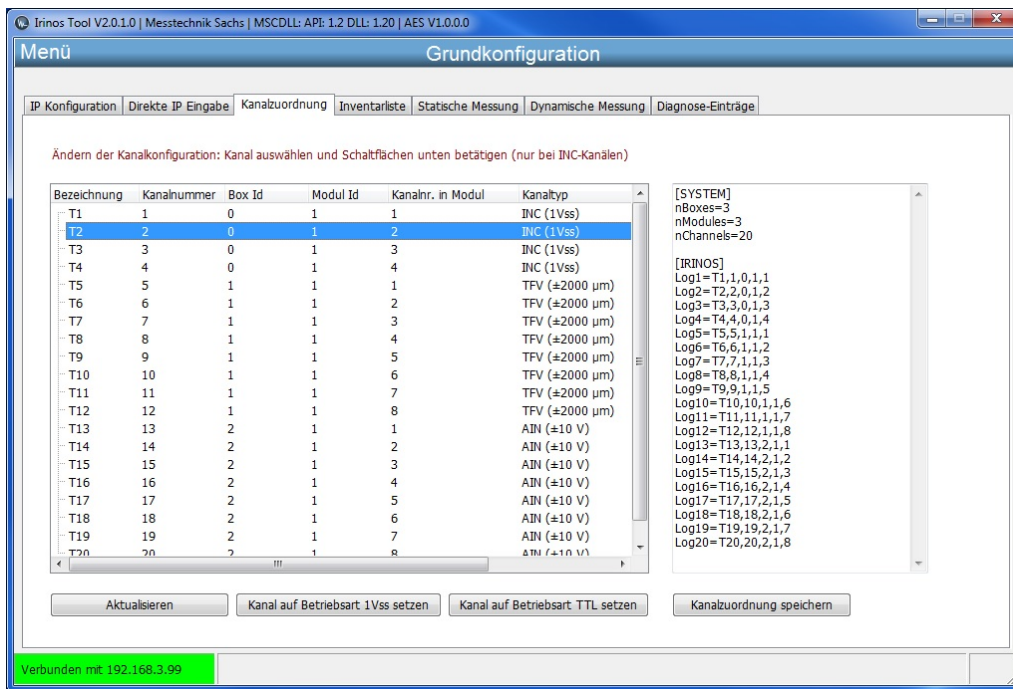 Irinos Tool V2.0.1.0 | Messtechnik Sachs | MSCDLL: API: 1.2 DLL: 1.20 | AES V1.0.0.0
Menü Grundkonfiguration
IP Konfiguration Direkte IP Eingabe Kanalzuordnung Inventarliste Statische Messung Dynamische Messung Diagnose-Einträge
Ändern der Kanalkonfiguration: Kanal auswählen und Schaltflächen unten betätigen (nur bei INC-Kanälen)
Bezeichnung Kanalnummer Box Id Modul Id Kanalnr. in Modul Kanaltyp
T1 1 0 1 1 INC (1Vss)
T2 2 0 1 2 INC (1Vss)
T3 3 0 1 3 INC (1Vss)
T4 4 0 1 4 INC (1Vss)
T5 5 1 1 1 TFV (±2000 µm)
T6 6 1 1 2 TFV (±2000 µm)
T7 7 1 1 3 TFV (±2000 µm)
T8 8 1 1 4 TFV (±2000 µm)
T9 9 1 1 5 TFV (±2000 µm)
T10 10 1 1 6 TFV (±2000 µm)
T11 11 1 1 7 TFV (±2000 µm)
T12 12 1 1 8 TFV (±2000 µm)
T13 13 2 1 1 AIN (±10 V)
T14 14 2 1 2 AIN (±10 V)
T15 15 2 1 3 AIN (±10 V)
T16 16 2 1 4 AIN (±10 V)
T17 17 2 1 5 AIN (±10 V)
T18 18 2 1 6 AIN (±10 V)
T19 19 2 1 7 AIN (±10 V)
T20 20 2 1 8 AIN (±10 V)
[SYSTEM]
nBoxes=3
nModules=3
nChannels=20
[IRINOS]
Log1=T1,1,0,1,1
Log2=T2,2,0,1,2
Log3=T3,3,0,1,3
Log4=T4,4,0,1,4
Log5=T5,5,1,1,1
Log6=T6,6,1,1,2
Log7=T7,7,1,1,3
Log8=T8,8,1,1,4
Log9=T9,9,1,1,5
Log10=T10,10,1,1,6
Log11=T11,11,1,1,7
Log12=T12,12,1,1,8
Log13=T13,13,2,1,1
Log14=T14,14,2,1,2
Log15=T15,15,2,1,3
Log16=T16,16,2,1,4
Log17=T17,17,2,1,5
Log18=T18,18,2,1,6
Log19=T19,19,2,1,7
Log20=T20,20,2,1,8
Aktualisieren Kanal auf Betriebsart 1Vss setzen Kanal auf Betriebsart TTL setzen Kanalzuordnung speichern
Verbunden mit 192.168.3.99